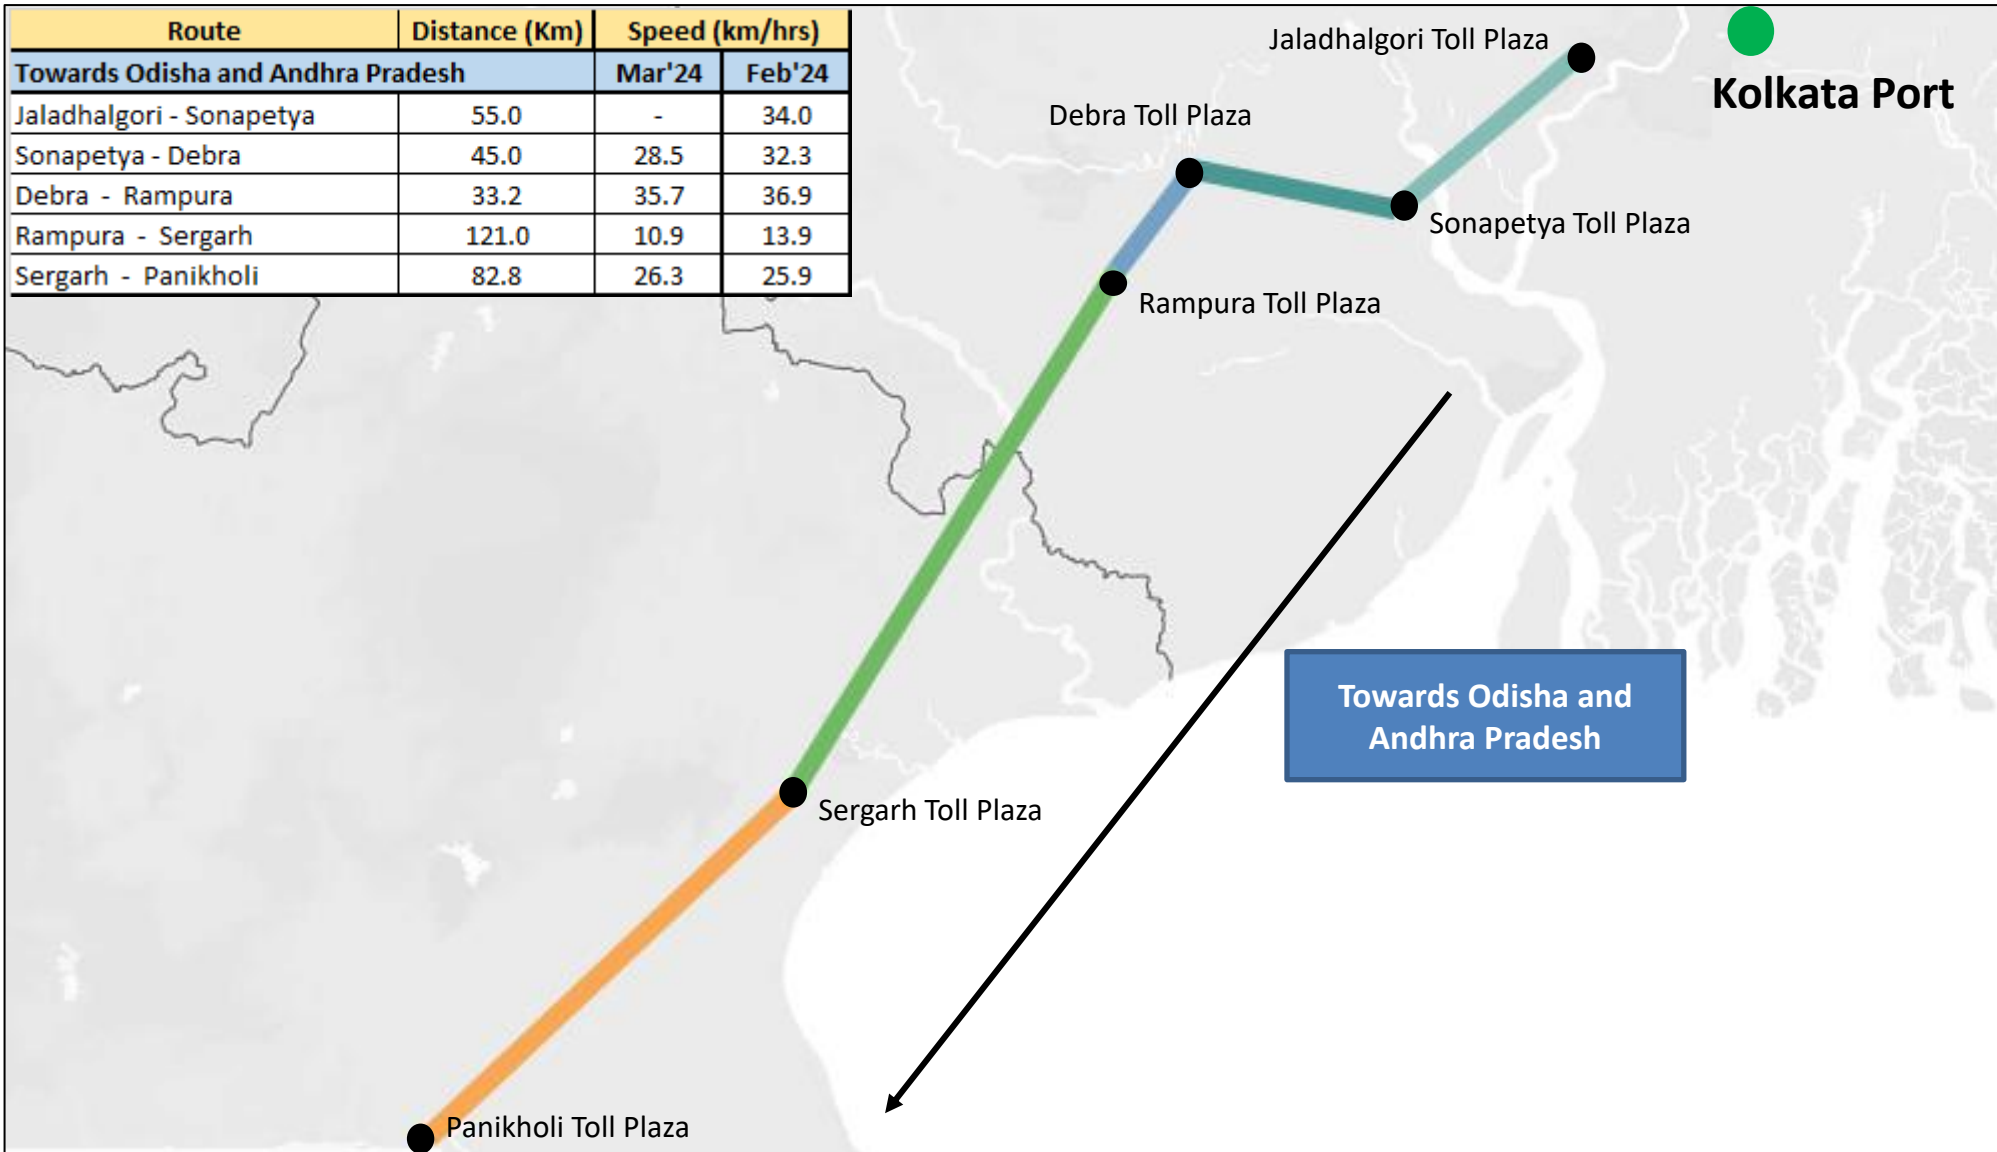 Route Distance (Km) Speed (km/hrs)
Towards Odisha and Andhra Pradesh Mar'24 Feb'24
Jaladhalgori - Sonapetya 55.0 - 34.0
Sonapetya - Debra 45.0 28.5 32.3
Debra - Rampura 33.2 35.7 36.9
Rampura - Sergarh 121.0 10.9 13.9
Sergarh - Panikholi 82.8 26.3 25.9
Jaladhalgori Toll Plaza
Kolkata Port
Debra Toll Plaza
Sonapetya Toll Plaza
Rampura Toll Plaza
Towards Odisha and
Andhra Pradesh
Sergarh Toll Plaza
Panikholi Toll Plaza